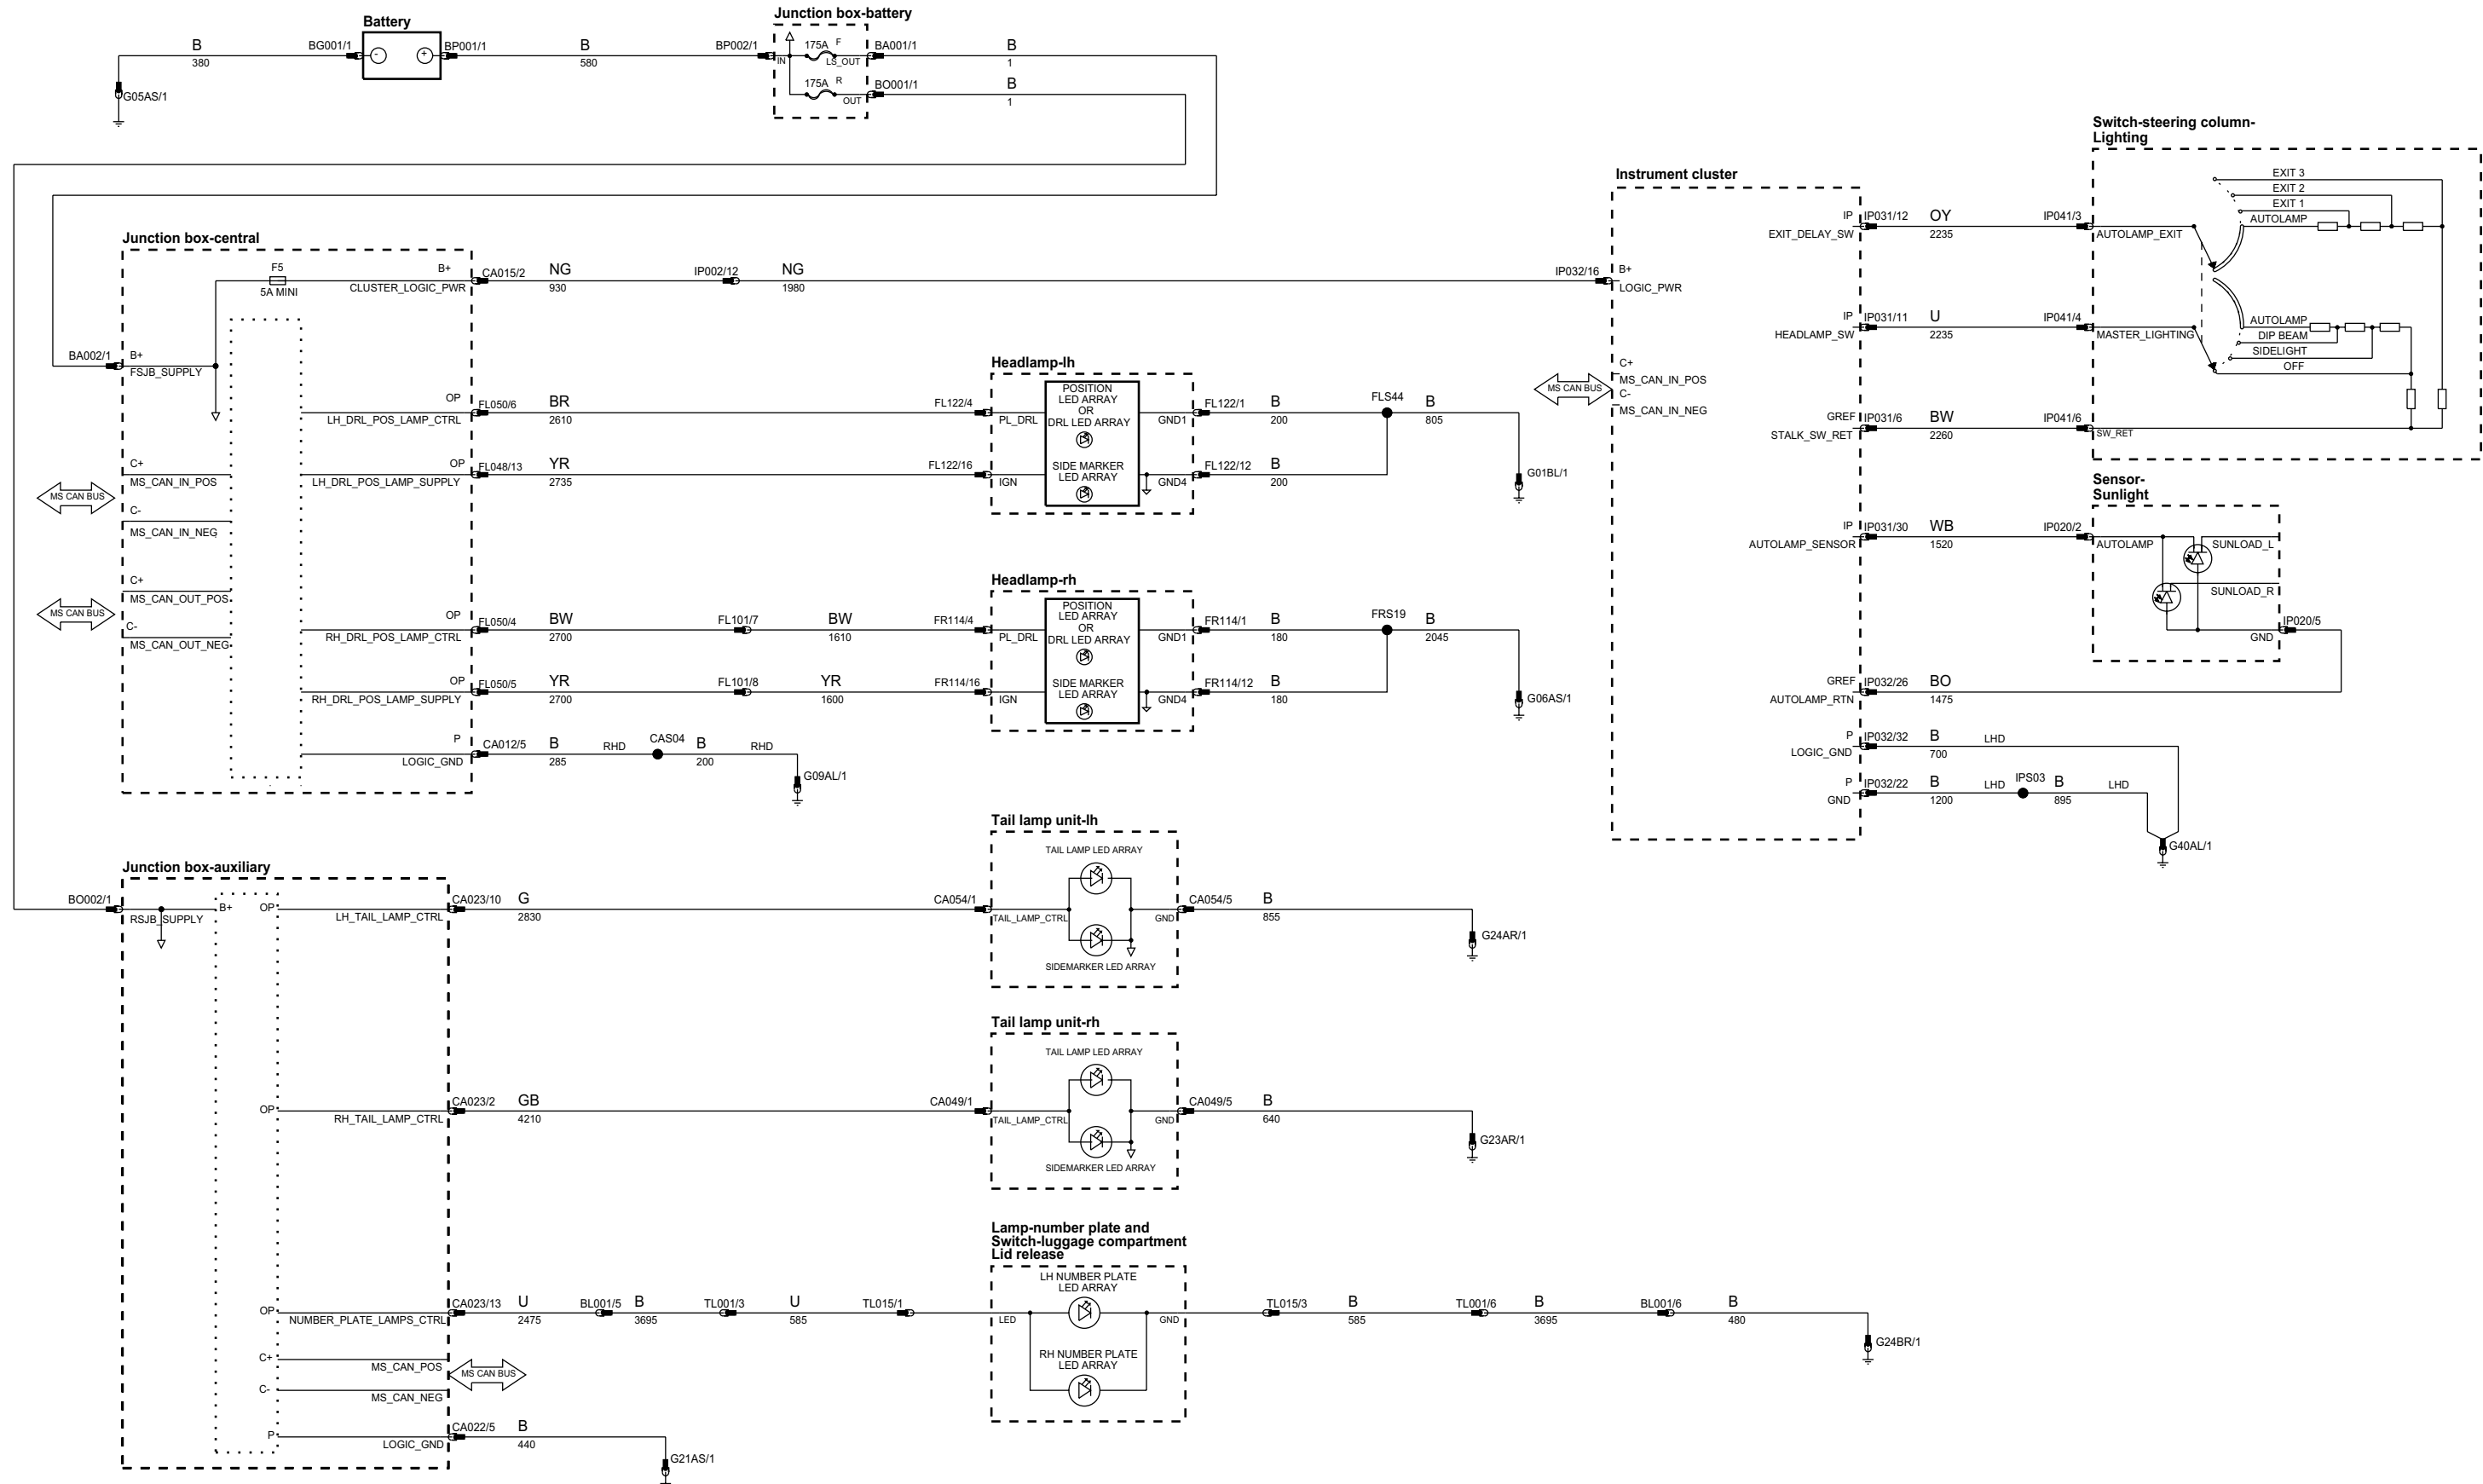 Battery
Junction box-battery
B
380
BG001/1
-
+
BP001/1
B
580
BP002/1
IN
175A F
LS_OUT
BA001/1
B
1
175A R
OUT
BO001/1
B
1
G05AS/1
Junction box-central
F5
5A MINI
B+
CLUSTER_LOGIC_PWR
CA015/2
NG
930
IP002/12
NG
1980
IP032/16
BA002/1
B+
FSJB_SUPPLY
OP
LH_DRL_POS_LAMP_CTRL
FL050/6
BR
2610
FL122/4
C+
MS_CAN_IN_POS
MS CAN BUS
C-
MS_CAN_IN_NEG
OP
LH_DRL_POS_LAMP_SUPPLY
FL048/13
YR
2735
FL122/16
C+
MS_CAN_OUT_POS
MS CAN BUS
C-
MS_CAN_OUT_NEG
OP
RH_DRL_POS_LAMP_CTRL
FL050/4
BW
2700
FL101/7
BW
1610
FR114/4
OP
RH_DRL_POS_LAMP_SUPPLY
FL050/5
YR
2700
FL101/8
YR
1600
FR114/16
P
LOGIC_GND
CA012/5
B
285
RHD
CAS04
B
200
RHD
G09AL/1
Headlamp-lh
POSITION
LED ARRAY
OR
DRL LED ARRAY
PL_DRL
GND1
SIDE MARKER
LED ARRAY
IGN
GND4
FL122/1
B
200
FLS44
B
805
FL122/12
B
200
G01BL/1
Headlamp-rh
POSITION
LED ARRAY
OR
DRL LED ARRAY
PL_DRL
GND1
SIDE MARKER
LED ARRAY
IGN
GND4
FR114/1
B
180
FRS19
B
2045
FR114/12
B
180
G06AS/1
Instrument cluster
B+
LOGIC_PWR
C+
MS_CAN_IN_POS
MS CAN BUS
C-
MS_CAN_IN_NEG
IP
EXIT_DELAY_SW
IP031/12
OY
2235
IP041/3
IP
HEADLAMP_SW
IP031/11
U
2235
IP041/4
GREF
STALK_SW_RET
IP031/6
BW
2260
IP041/6
IP
AUTOLAMP_SENSOR
IP031/30
WB
1520
IP020/2
GREF
AUTOLAMP_RTN
IP032/26
BO
1475
P
LOGIC_GND
IP032/32
B
700
LHD
P
GND
IP032/22
B
1200
LHD
IPS03
B
895
LHD
G40AL/1
Switch-steering column-
Lighting
EXIT 3
EXIT 2
EXIT 1
AUTOLAMP
AUTOLAMP_EXIT
AUTOLAMP
MASTER_LIGHTING
DIP BEAM
SIDELIGHT
OFF
SW_RET
Sensor-
Sunlight
AUTOLAMP
SUNLOAD_L
SUNLOAD_R
GND
IP020/5
Junction box-auxiliary
BO002/1
RSJB_SUPPLY
B+
OP
LH_TAIL_LAMP_CTRL
CA023/10
G
2830
CA054/1
OP
RH_TAIL_LAMP_CTRL
CA023/2
GB
4210
CA049/1
OP
NUMBER_PLATE_LAMPS_CTRL
CA023/13
U
2475
BL001/5
B
3695
TL001/3
U
585
TL015/1
C+
MS_CAN_POS
MS CAN BUS
C-
MS_CAN_NEG
P
LOGIC_GND
CA022/5
B
440
G21AS/1
Tail lamp unit-lh
TAIL LAMP LED ARRAY
TAIL_LAMP_CTRL
GND
SIDEMARKER LED ARRAY
CA054/5
B
855
G24AR/1
Tail lamp unit-rh
TAIL LAMP LED ARRAY
TAIL_LAMP_CTRL
GND
SIDEMARKER LED ARRAY
CA049/5
B
640
G23AR/1
Lamp-number plate and
Switch-luggage compartment
Lid release
LH NUMBER PLATE
LED ARRAY
LED
GND
RH NUMBER PLATE
LED ARRAY
TL015/3
B
585
TL001/6
B
3695
BL001/6
B
480
G24BR/1